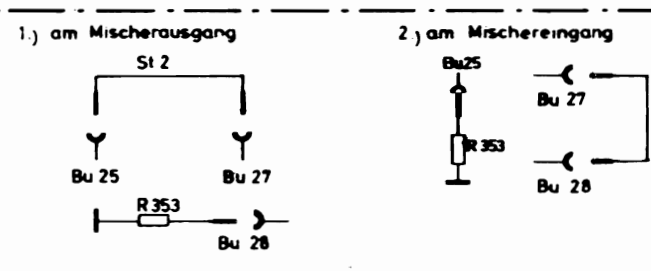 1.) am Mischerausgang
St 2
Bu 25
Bu 27
R 353
Bu 28
2.) am Mischereingang
Bu25
Bu 27
R 353
Bu 28